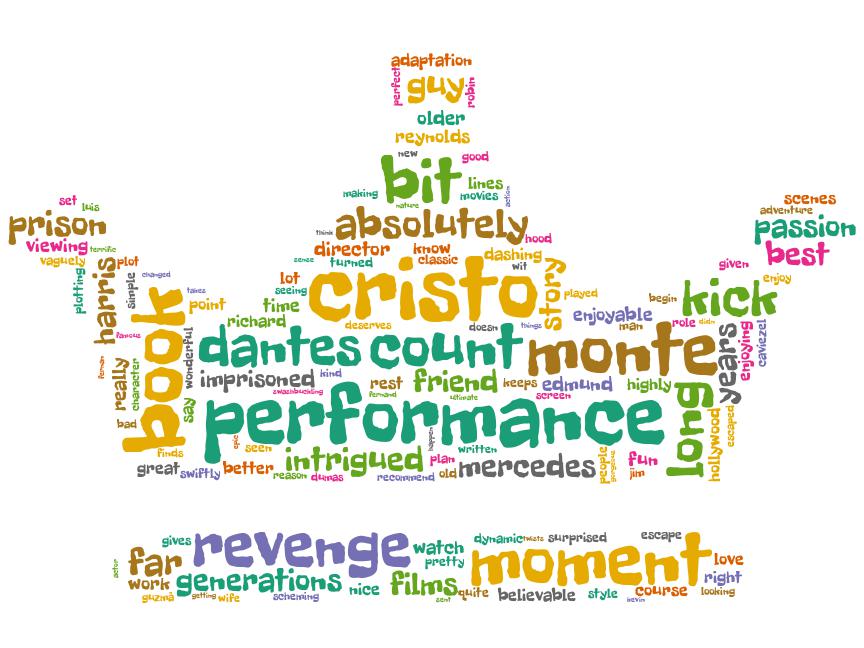 adaptation
perfect
guy
robin
older
reynolds
new
good
bit
lines
making
movies
action
nature
set
luis
prison
viewing
terrific
vaguely
plotting
think
absolutely
hood
scenes
adventure
passion
best
director
know
classic
dashing
wit
sense
turned
given
enjoy
harris
plot
simple
changed
takes
lot
seeing
cristo
story
played
begin
kick
book
point
time
richard
deserves
doesn
things
enjoyable
man
role
didn
famous
wonderful
dantes
count
monte
years
enjoying
caviezel
fernan
really
character
imprisoned
kind
swashbuckling
rest
friend
keeps
edmund
highly
fernand
ultimate
screen
long
bad
say
performance
hollywood
escaped
finds
epic
seen
happen
written
great
swiftly
better
intrigued
plan
reason
dumas
recommend
old
mercedes
people
gorgeous
fun
jim
gives
revenge
watch
pretty
dynamic
twists
surprised
escape
actor
far
moment
love
work
generations
nice
films
right
guzmã
getting
wife
scheming
sent
quite
believable
style
kevin
course
looking